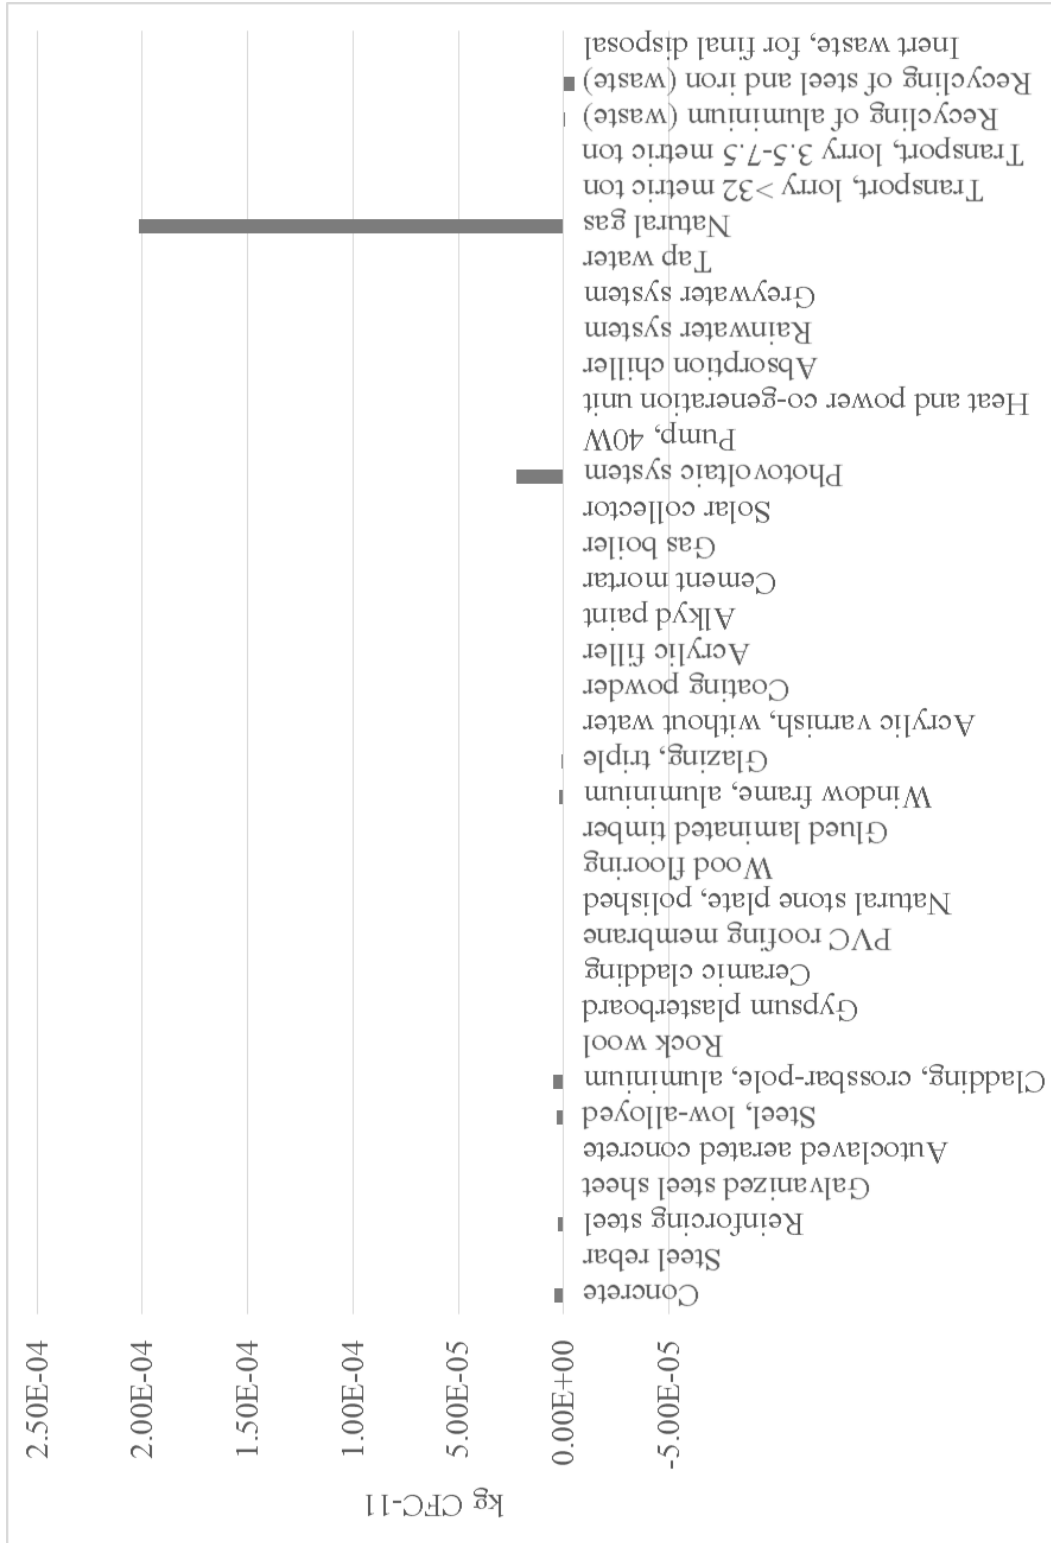 Inert waste, for final disposal
Recycling of steel and iron (waste)
Recycling of aluminium (waste)
Transport, lorry 3.5-7.5 metric ton
Transport, lorry >32 metric ton
Natural gas
Tap water
Greywater system
Rainwater system
Absorption chiller
Heat and power co-generation unit
Pump, 40W
Photovoltaic system
Solar collector
Gas boiler
Cement mortar
Alkyd paint
Acrylic filler
Coating powder
Acrylic varnish, without water
Glazing, triple
Window frame, aluminium
Glued laminated timber
Wood flooring
Natural stone plate, polished
PVC roofing membrane
Ceramic cladding
Gypsum plasterboard
Rock wool
Cladding, crossbar-pole, aluminium
Steel, low-alloyed
Autoclaved aerated concrete
Galvanized steel sheet
Reinforcing steel
Steel rebar
Concrete
2.50E-04
2.00E-04
1.50E-04
1.00E-04
5.00E-05
0.00E+00
-5.00E-05
kg CFC-11